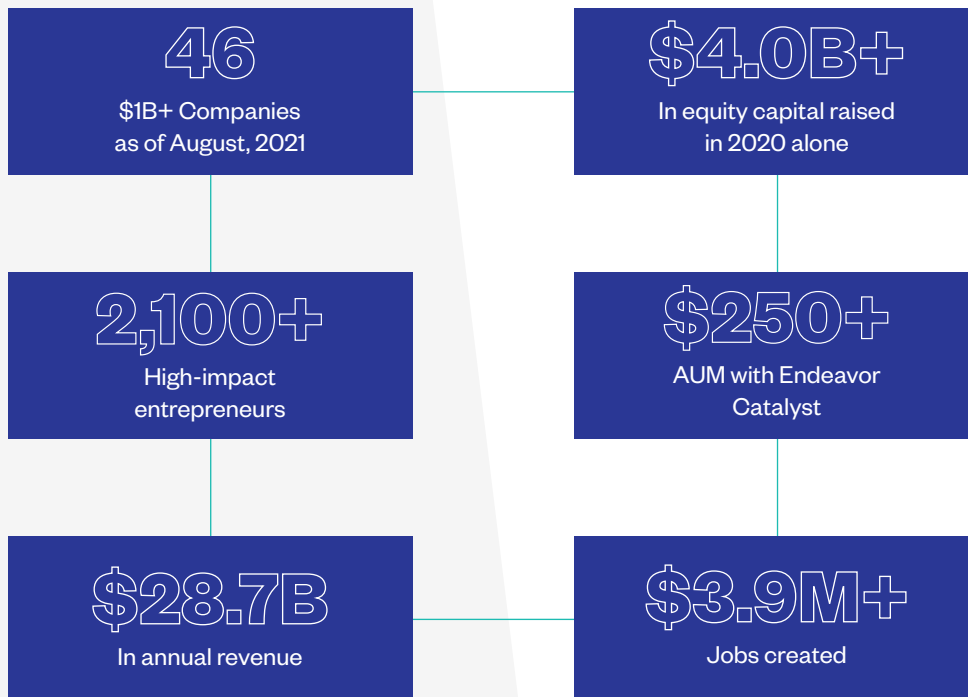 46
$1B+ Companies
as of August, 2021
$4.0B+
In equity capital raised
in 2020 alone
2,100+
High-impact
entrepreneurs
$250+
AUM with Endeavor
Catalyst
$28.7B
In annual revenue
$3.9M+
Jobs created